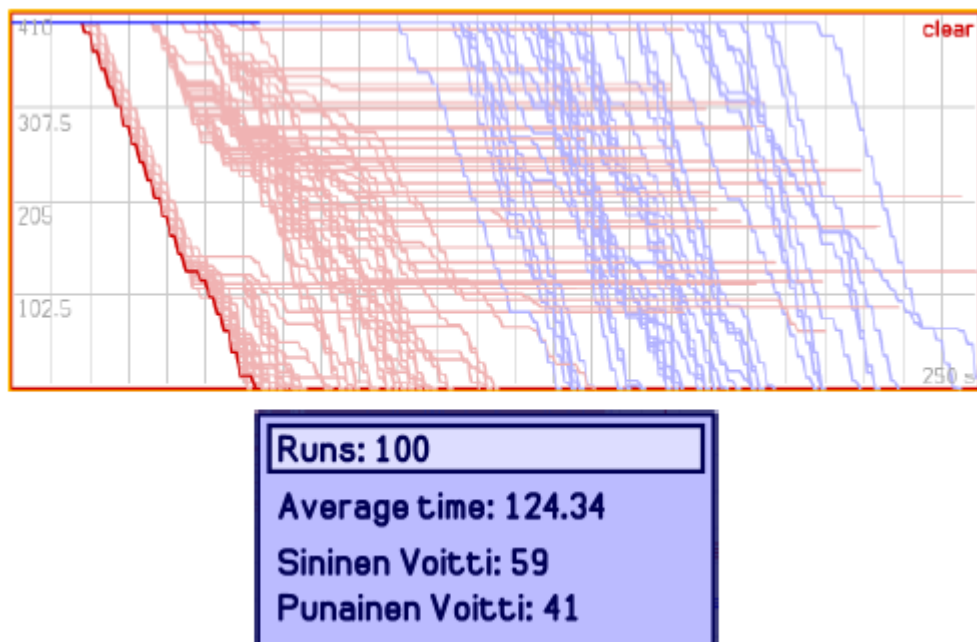 410
clear
307.5
205
102.5
250 s
Runs: 100
Average time: 124.34
Sininen Voitti: 59
Punainen Voitti: 41